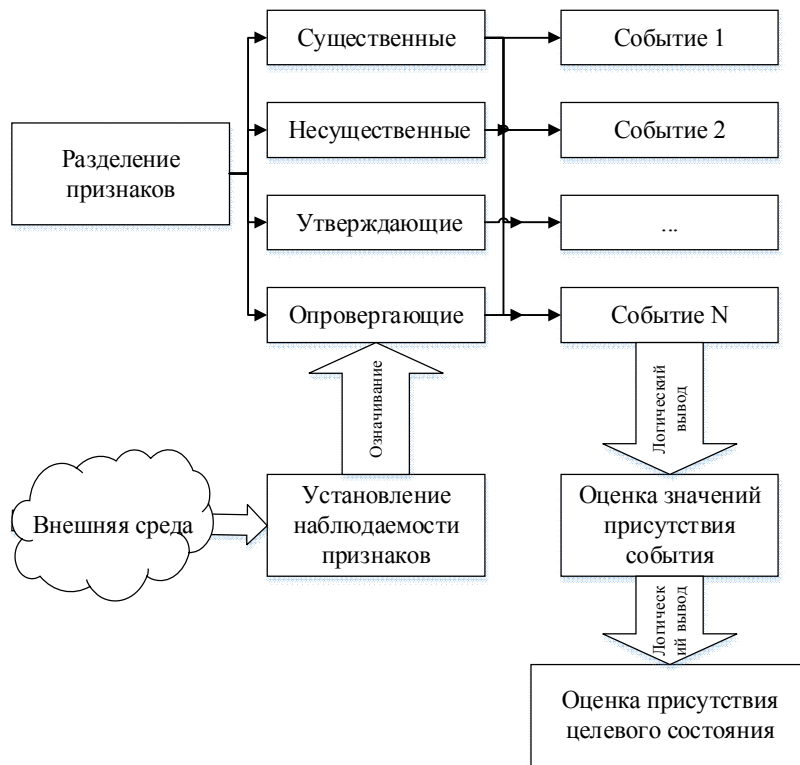 Существенные
Событие 1
Несущественные
Событие 2
Разделение
признаков
Утверждающие
...
Опровергающие
Событие N
Означивание
Логический
вывод
Внешняя среда
Установление
наблюдаемости
признаков
Оценка значений
присутствия
события
Логическ
ий вывод
Оценка присутствия
целевого состояния